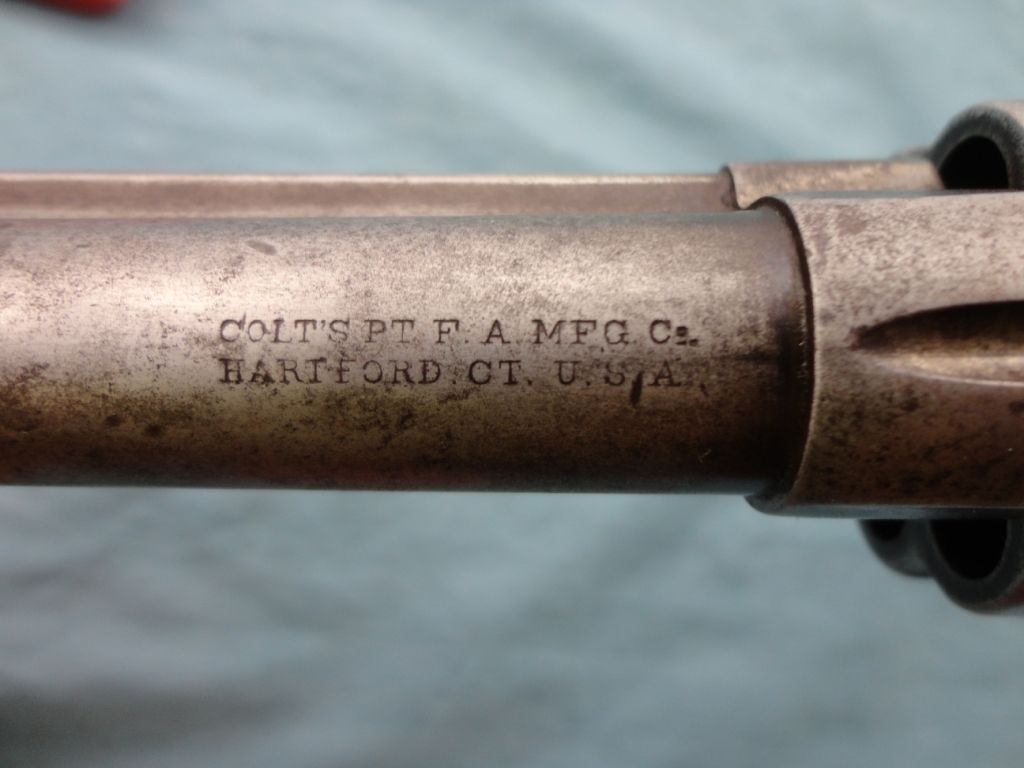 COLT'S PT. F. A. MFG. Co.
HARTFORD. CT. U. S. A.